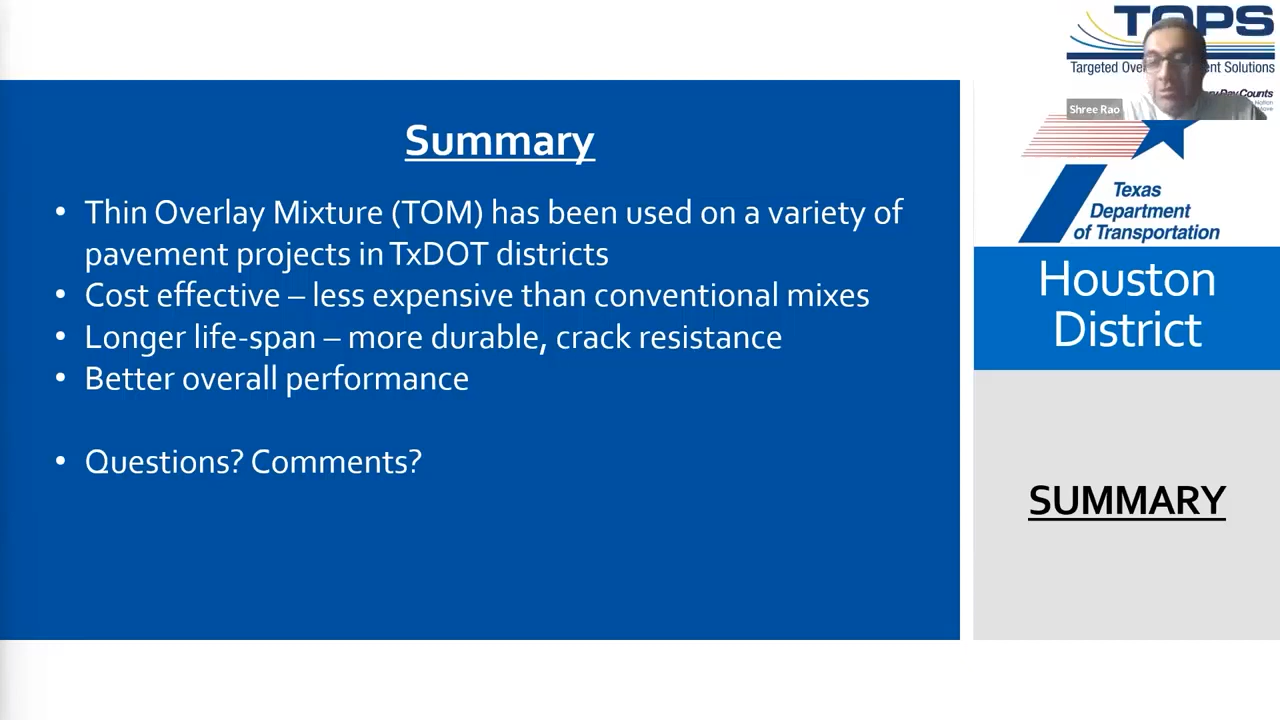 Summary
• Thin Overlay Mixture (TOM) has been used on a variety of
pavement projects in TxDOT districts
• Cost effective – less expensive than conventional mixes
• Longer life-span – more durable, crack resistance
• Better overall performance
• Questions? Comments?
TOPS
Targeted Solutions
Counts
Shree Rao
Texas
Department
of Transportation
Houston
District
SUMMARY